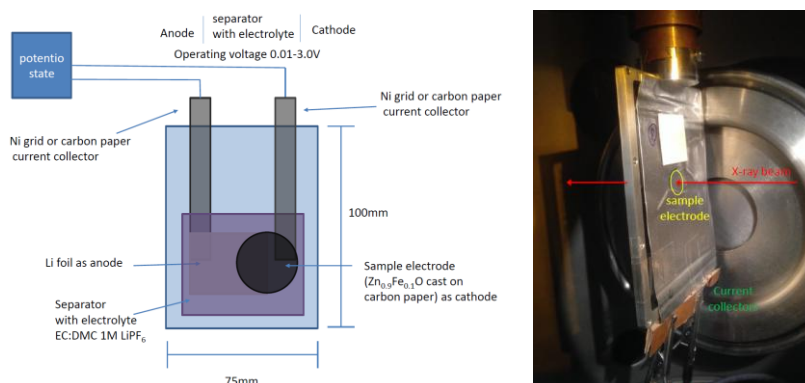 Anode
separator
with electrolyte
Cathode
Operating voltage 0.01-3.0V
potentio
state
Ni grid or carbon paper
current collector
Ni grid or carbon paper
current collector
100mm
Li foil as anode
Sample electrode
(Zn₀.₉Fe₀.₁O cast on
carbon paper) as cathode
Separator
with electrolyte
EC:DMC 1M LiPF₆
75mm
X-ray beam
sample
electrode
Current
collectors